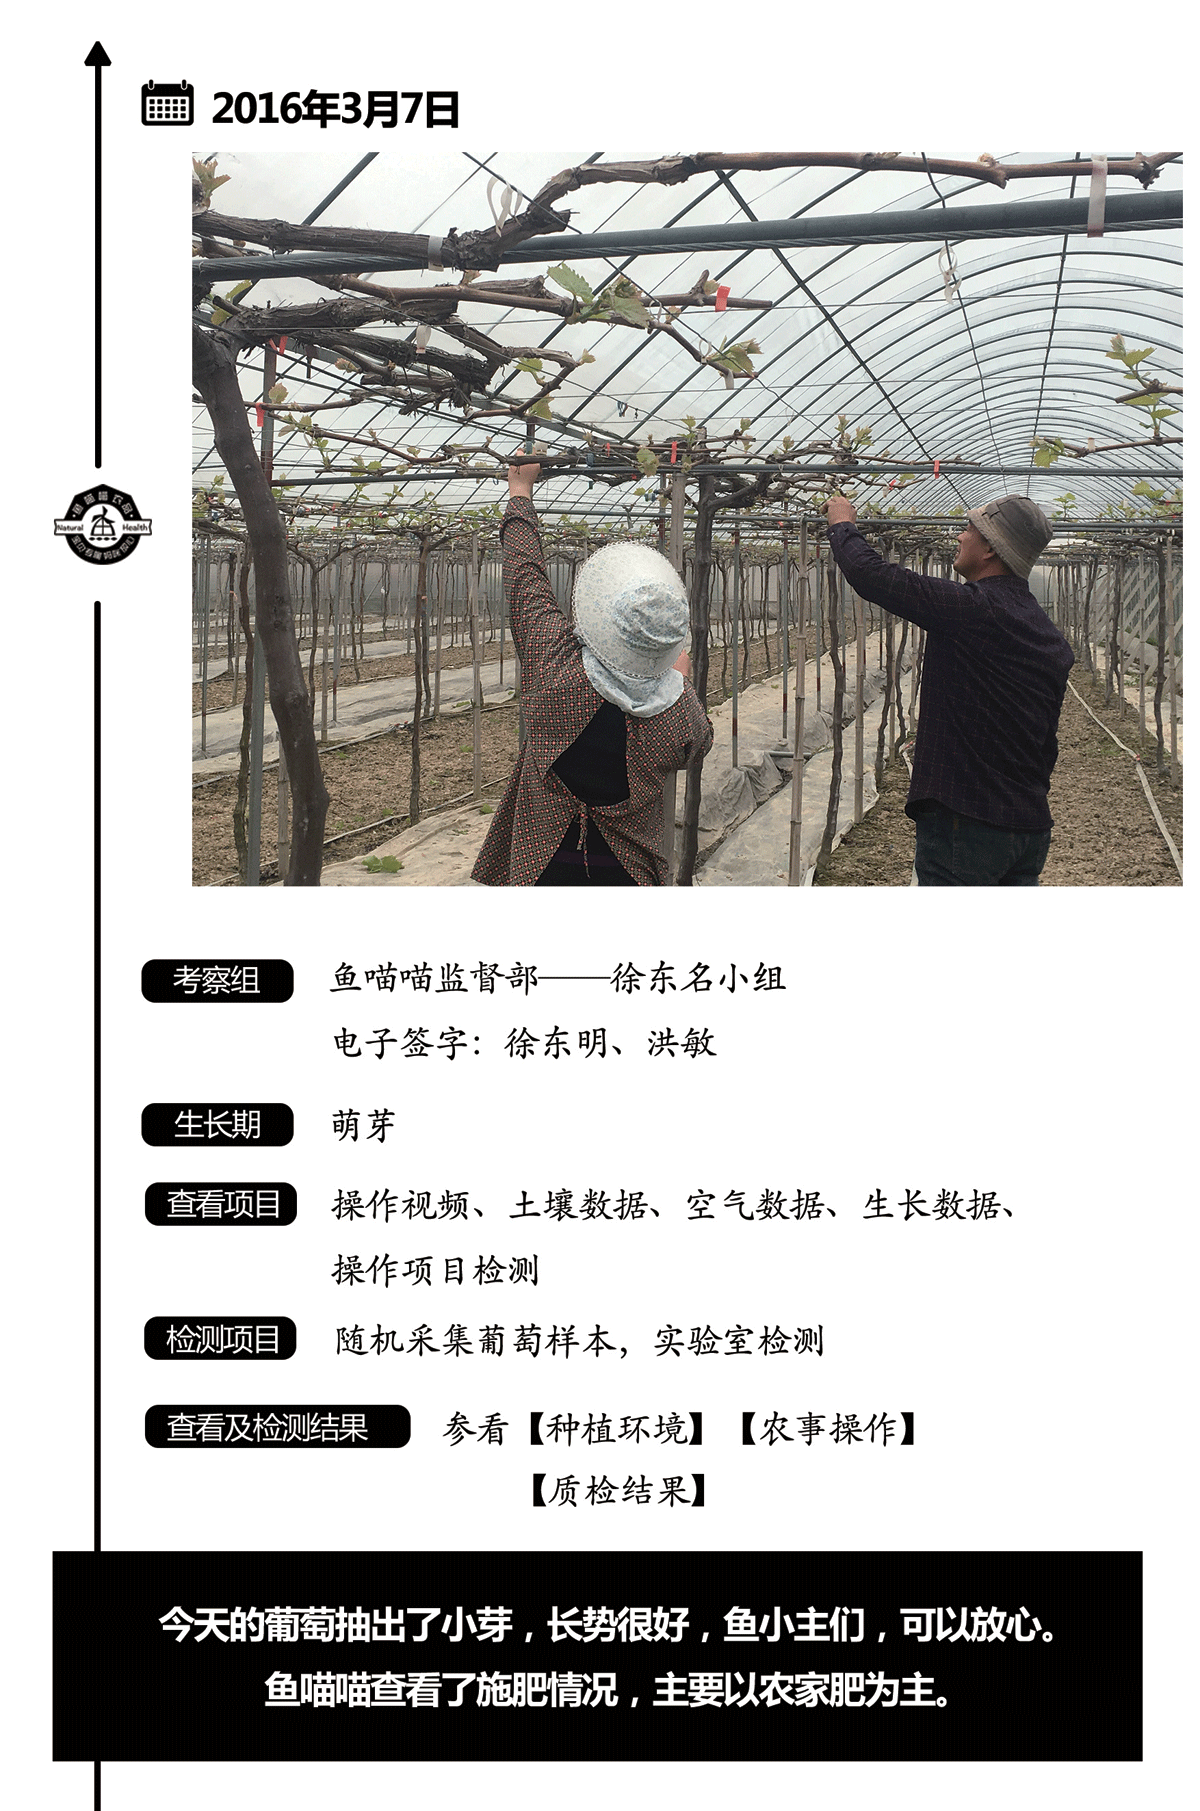 2016年3月7日
喵喵农
Natural Health
考察组 鱼喵喵监督部——徐东名小组
电子签字：徐东明、洪敏
生长期 萌芽
查看项目 操作视频、土壤数据、空气数据、生长数据、
操作项目检测
检测项目 随机采集葡萄样本，实验室检测
查看及检测结果 参看【种植环境】【农事操作】
【质检结果】
今天的葡萄抽出了小芽，长势很好，鱼小主们，可以放心。
鱼喵喵查看了施肥情况，主要以农家肥为主。